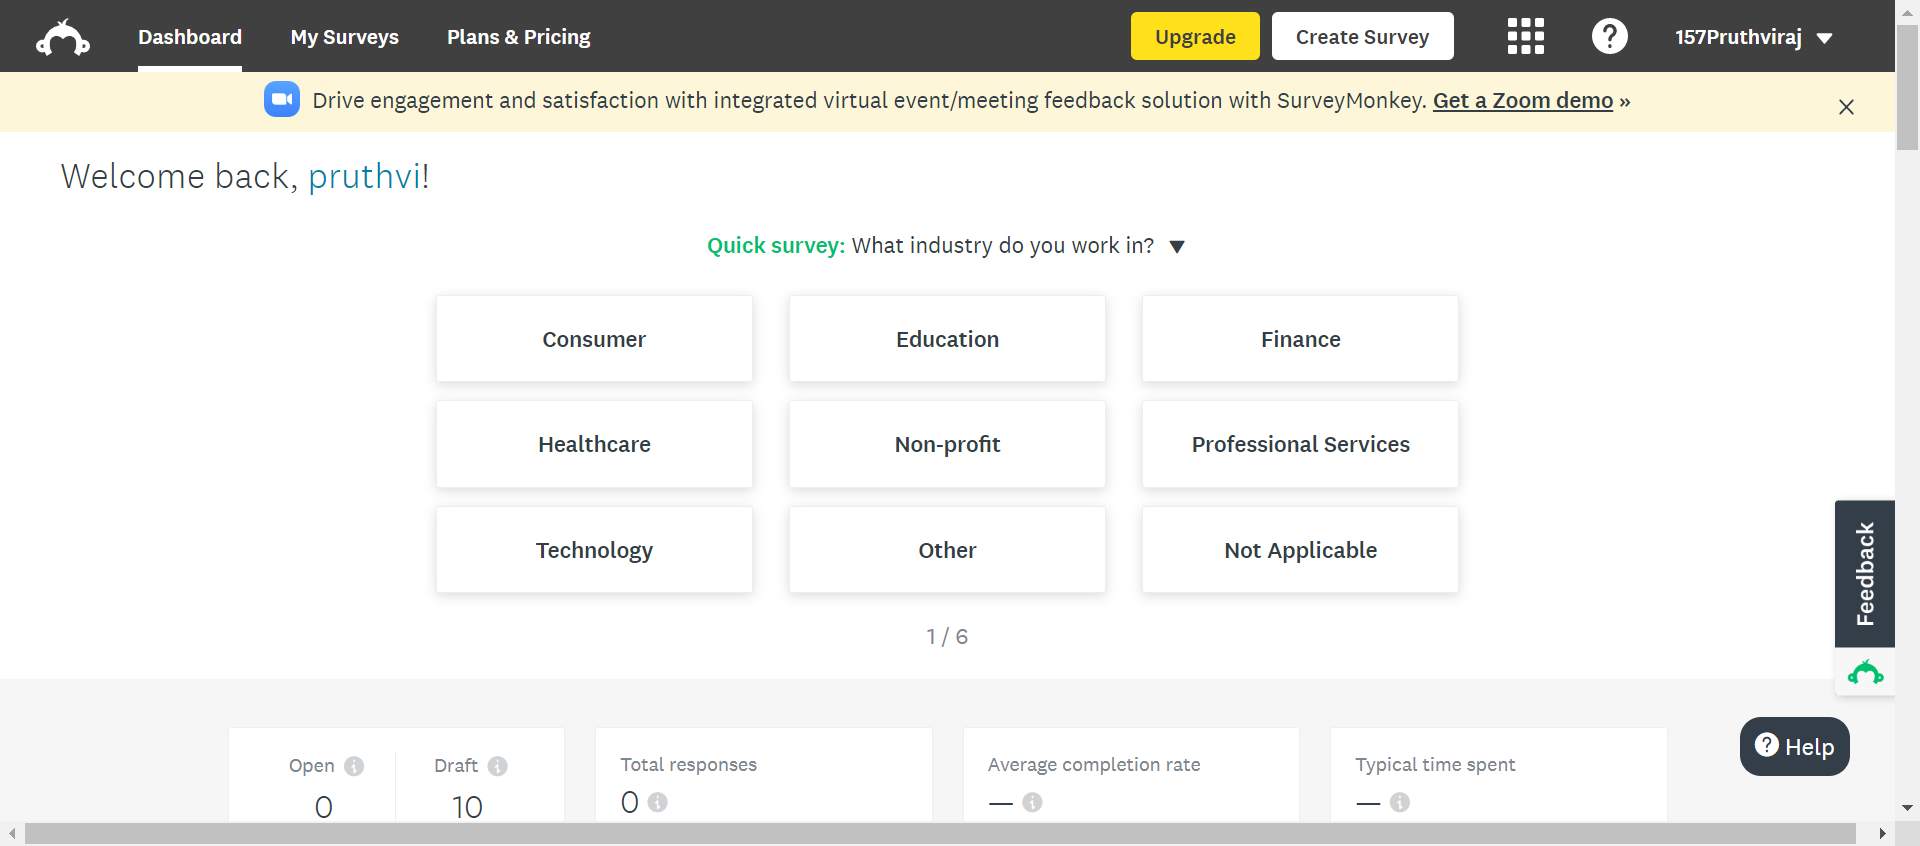 Dashboard My Surveys Plans & Pricing Upgrade Create Survey ? 157Pruthviraj
Drive engagement and satisfaction with integrated virtual event/meeting feedback solution with SurveyMonkey. Get a Zoom demo »
Welcome back, pruthvi!
Quick survey: What industry do you work in?
Consumer Education Finance
Healthcare Non-profit Professional Services
Technology Other Not Applicable
1 / 6
Feedback
? Help
Open i Draft i Total responses Average completion rate Typical time spent
0 10 0 i — i — i